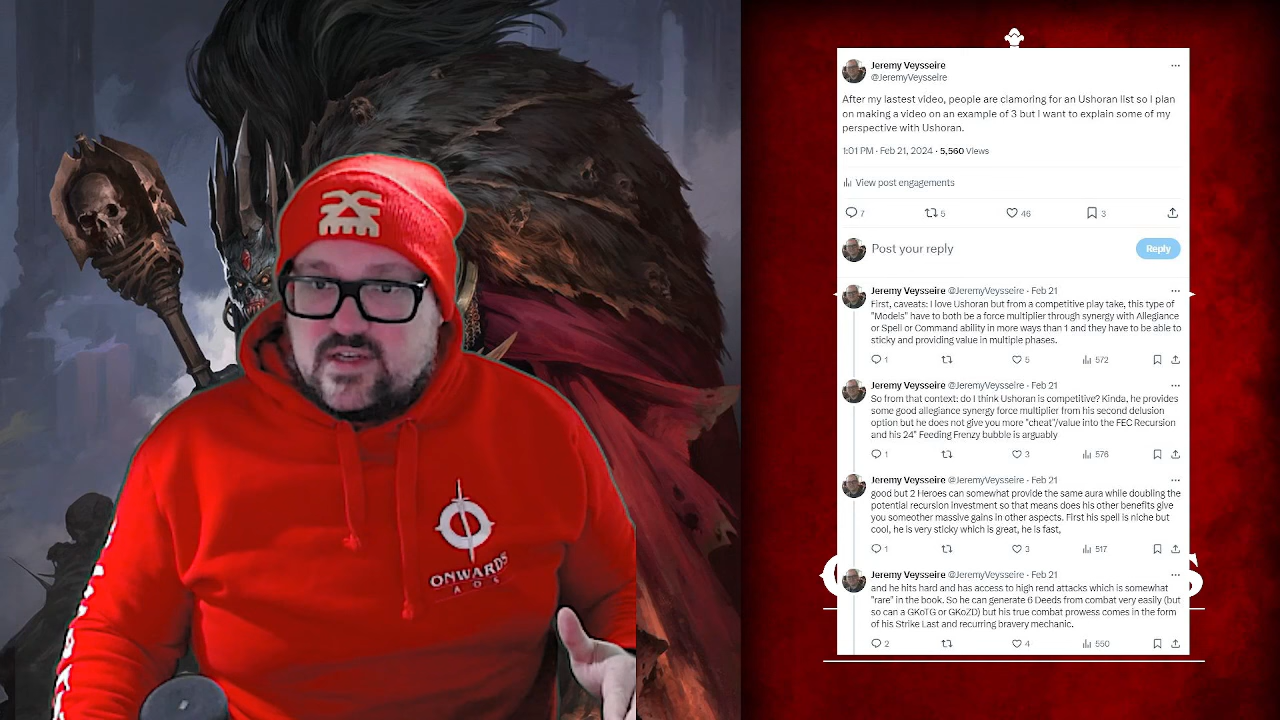 ONWARDS
AOS
Jeremy Veysseire
@JeremyVeysseire
After my lastest video, people are clamoring for an Ushoran list so I plan
on making a video on an example of 3 but I want to explain some of my
perspective with Ushoran.
1:01 PM · Feb 21, 2024 · 5,560 Views
View post engagements
7 5 46 3
Post your reply
Reply
Jeremy Veysseire @JeremyVeysseire · Feb 21
First, caveats: I love Ushoran but from a competitive play take, this type of
"Models" have to both be a force multiplier through synergy with Allegiance
or Spell or Command ability in more ways than 1 and they have to be able to
sticky and providing value in multiple phases.
1 5 572
Jeremy Veysseire @JeremyVeysseire · Feb 21
So from that context: do I think Ushoran is competitive? Kinda, he provides
some good allegiance synergy force multiplier from his second delusion
option but he does not give you more "cheat"/value into the FEC Recursion
and his 24" Feeding Frenzy bubble is arguably
1 3 576
Jeremy Veysseire @JeremyVeysseire · Feb 21
good but 2 Heroes can somewhat provide the same aura while doubling the
potential recursion investment so that means does his other benefits give
you someother massive gains in other aspects. First his spell is niche but
cool, he is very sticky which is great, he is fast,
1 3 517
Jeremy Veysseire @JeremyVeysseire · Feb 21
and he hits hard and has access to high rend attacks which is somewhat
"rare" in the book. So he can generate 6 Deeds from combat very easily (but
so can a GKoTG or GKoZD) but his true combat prowess comes in the form
of his Strike Last and recurring bravery mechanic.
2 4 550